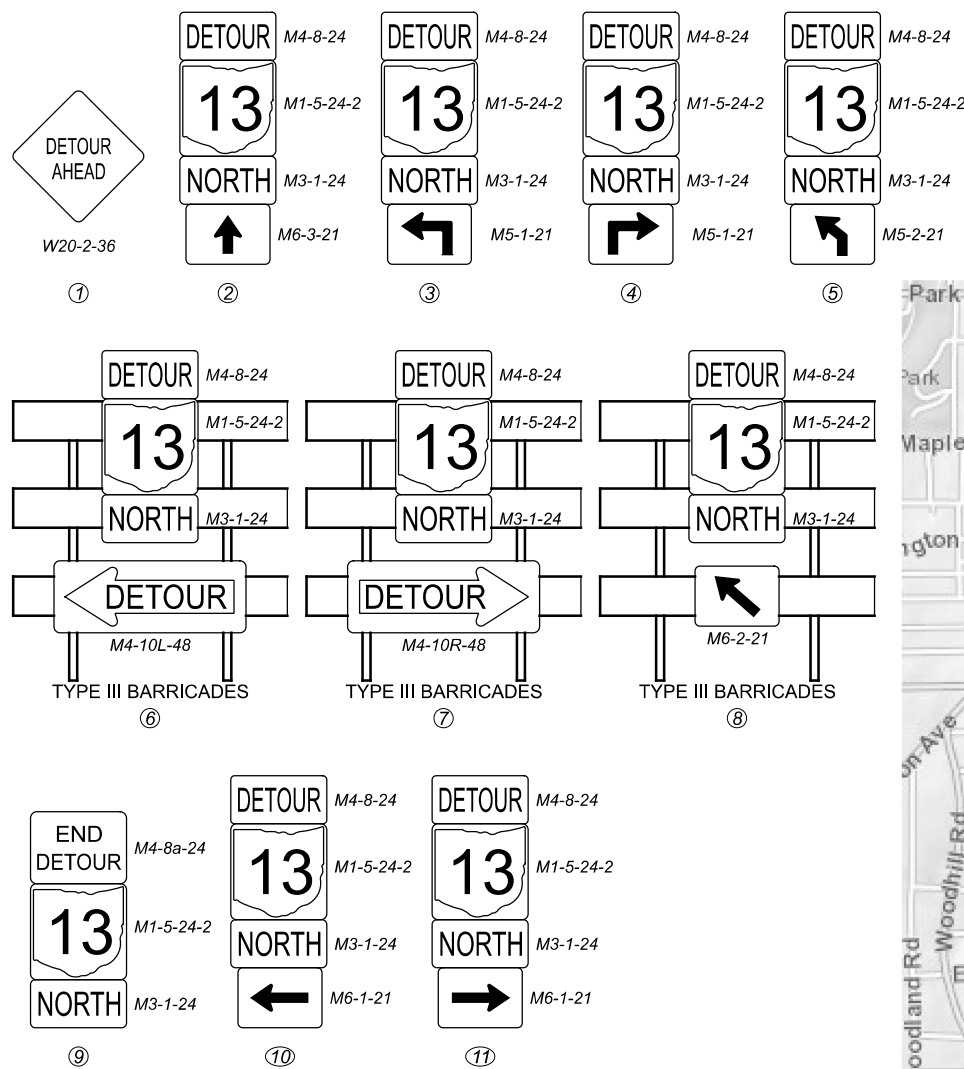 DETOUR M4-8-24
13 M1-5-24-2
NORTH M3-1-24
M6-3-21
②
DETOUR M4-8-24
13 M1-5-24-2
NORTH M3-1-24
M5-1-21
③
DETOUR M4-8-24
13 M1-5-24-2
NORTH M3-1-24
M5-1-21
④
DETOUR M4-8-24
13 M1-5-24-2
NORTH M3-1-24
M5-2-21
⑤
DETOUR
AHEAD
W20-2-36
①
DETOUR M4-8-24
13 M1-5-24-2
NORTH M3-1-24
DETOUR
M4-10L-48
TYPE III BARRICADES
⑥
DETOUR M4-8-24
13 M1-5-24-2
NORTH M3-1-24
DETOUR
M4-10R-48
TYPE III BARRICADES
⑦
DETOUR M4-8-24
13 M1-5-24-2
NORTH M3-1-24
M6-2-21
TYPE III BARRICADES
⑧
END
DETOUR M4-8a-24
13 M1-5-24-2
NORTH M3-1-24
⑨
DETOUR M4-8-24
13 M1-5-24-2
NORTH M3-1-24
M6-1-21
⑩
DETOUR M4-8-24
13 M1-5-24-2
NORTH M3-1-24
M6-1-21
⑪
Park
Park
Maple
ngton
on Ave
Woodhill Rd
oodland Rd
E